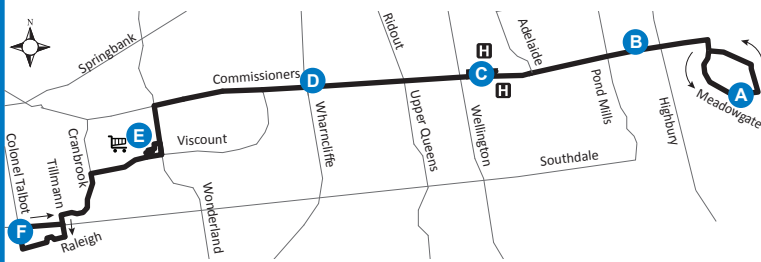 N
Springbank
Ridout
Adelaide
H
B
Commissioners
D
C
H
A
Meadowgate
Colonel Talbot
Tillmann
Cranbrook
E
Viscount
Wharncliffe
Upper Queens
Wellington
Pond Mills
Highbury
Southdale
Wonderland
F
Raleigh